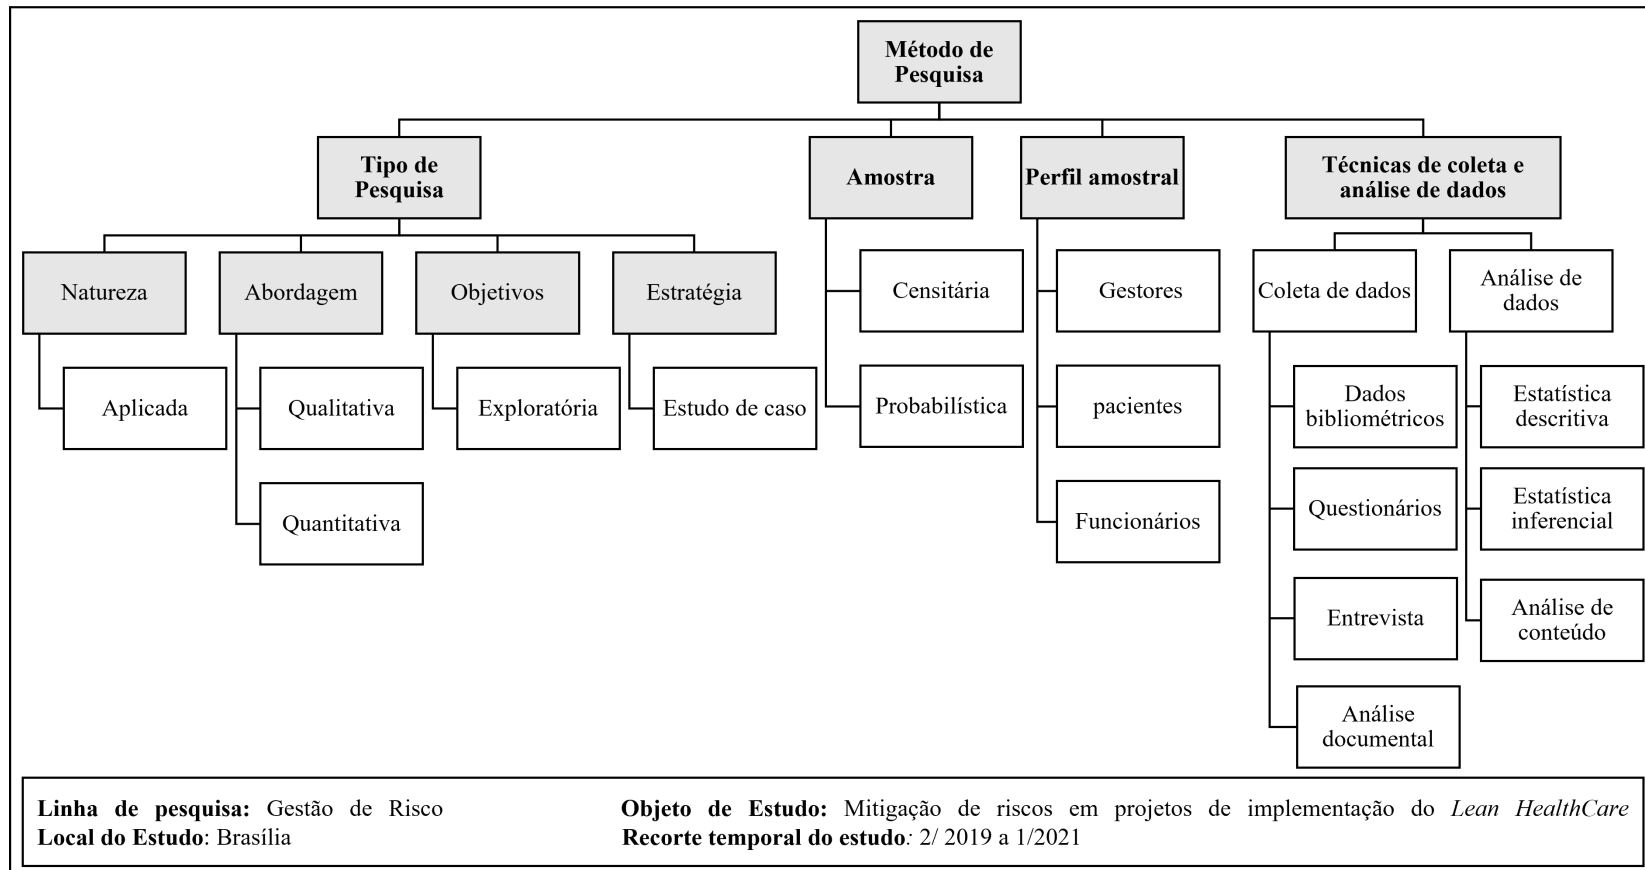 Método de
Pesquisa
Tipo de
Pesquisa
Amostra
Perfil amostral
Técnicas de coleta e
análise de dados
Natureza
Abordagem
Objetivos
Estratégia
Censitária
Gestores
Coleta de dados
Análise de
dados
Aplicada
Qualitativa
Exploratória
Estudo de caso
Probabilística
pacientes
Dados
bibliométricos
Estatística
descritiva
Quantitativa
Funcionários
Questionários
Estatística
inferencial
Entrevista
Análise de
conteúdo
Análise
documental
Linha de pesquisa: Gestão de Risco
Objeto de Estudo: Mitigação de riscos em projetos de implementação do Lean HealthCare
Local do Estudo: Brasília
Recorte temporal do estudo: 2/ 2019 a 1/2021